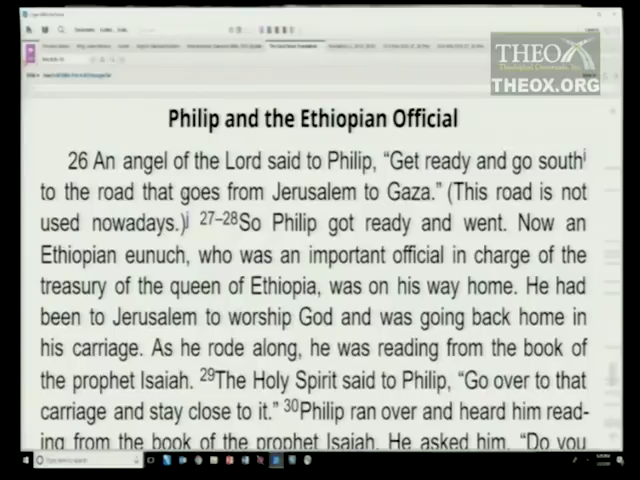 THEOX
THEOX.ORG
Philip and the Ethiopian Official
26 An angel of the Lord said to Philip, “Get ready and go southⁱ
to the road that goes from Jerusalem to Gaza.” (This road is not
used nowadays.)ʲ 27–28So Philip got ready and went. Now an
Ethiopian eunuch, who was an important official in charge of the
treasury of the queen of Ethiopia, was on his way home. He had
been to Jerusalem to worship God and was going back home in
his carriage. As he rode along, he was reading from the book of
the prophet Isaiah. 29The Holy Spirit said to Philip, “Go over to that
carriage and stay close to it.” 30Philip ran over and heard him read-
ing from the book of the prophet Isaiah. He asked him, “Do you